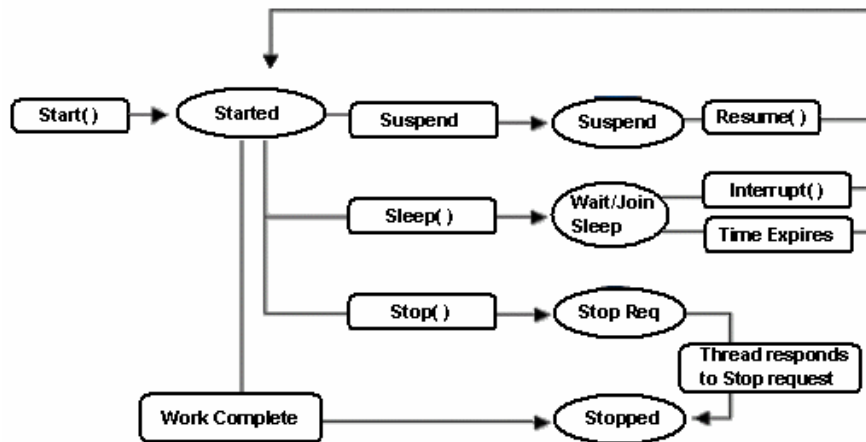 Start( )
Started
Suspend
Suspend
Resume( )
Sleep( )
Wait/Join
Sleep
Interrupt( )
Time Expires
Stop( )
Stop Req
Thread responds
to Stop request
Work Complete
Stopped